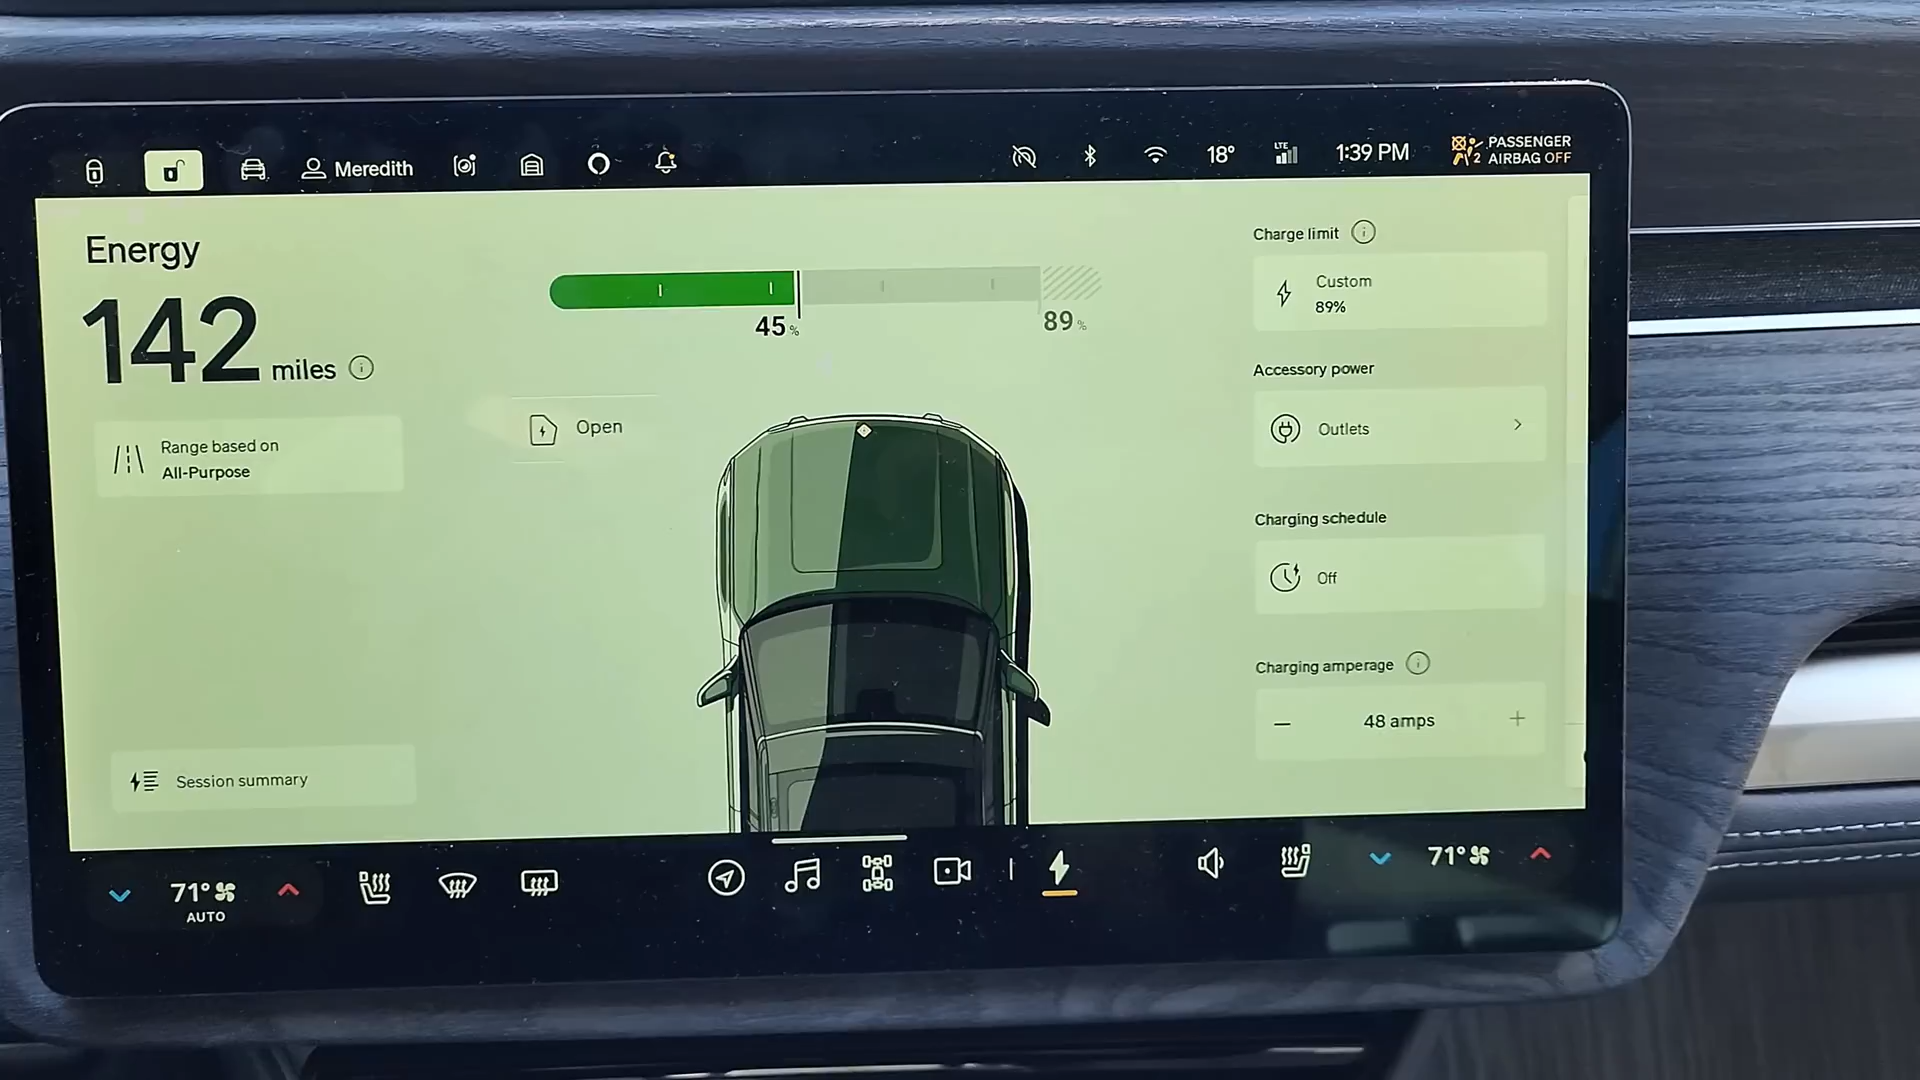 Meredith
18°
LTE
1:39 PM
PASSENGER
AIRBAG OFF
2
Energy
142 miles
Range based on
All-Purpose
Session summary
45%
89%
Open
Charge limit
Custom
89%
Accessory power
Outlets
Charging schedule
Off
Charging amperage
48 amps
71°
AUTO
71°